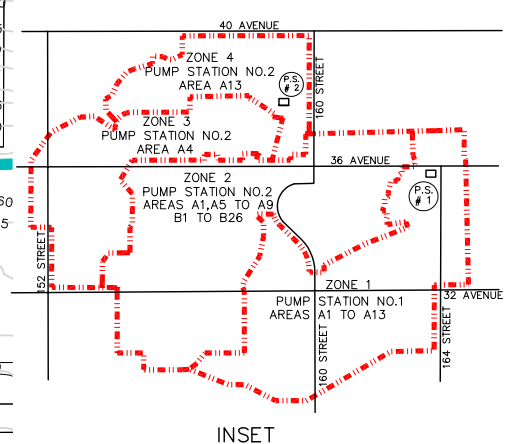 40 AVENUE
ZONE 4
PUMP STATION NO.2
AREA A13
P.S.
# 2
160 STREET
ZONE 3
PUMP STATION NO.2
AREA A4
36 AVENUE
ZONE 2
PUMP STATION NO.2
AREAS A1,A5 TO A9
B1 TO B26
P.S.
# 1
152 STREET
ZONE 1
32 AVENUE
PUMP STATION NO.1
AREAS A1 TO A13
160 STREET
164 STREET
INSET